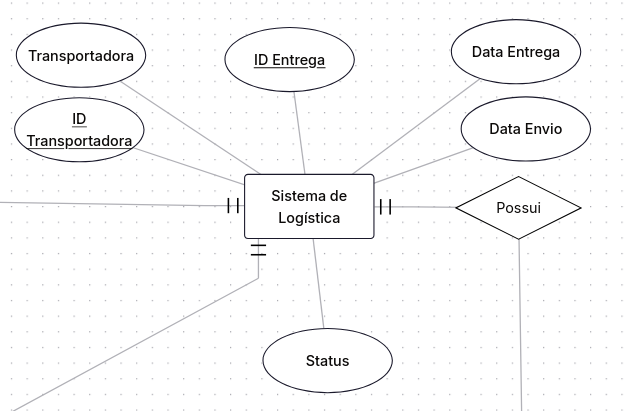 Transportadora
ID Entrega
Data Entrega
ID
Transportadora
Data Envio
Sistema de
Logística
Possui
Status